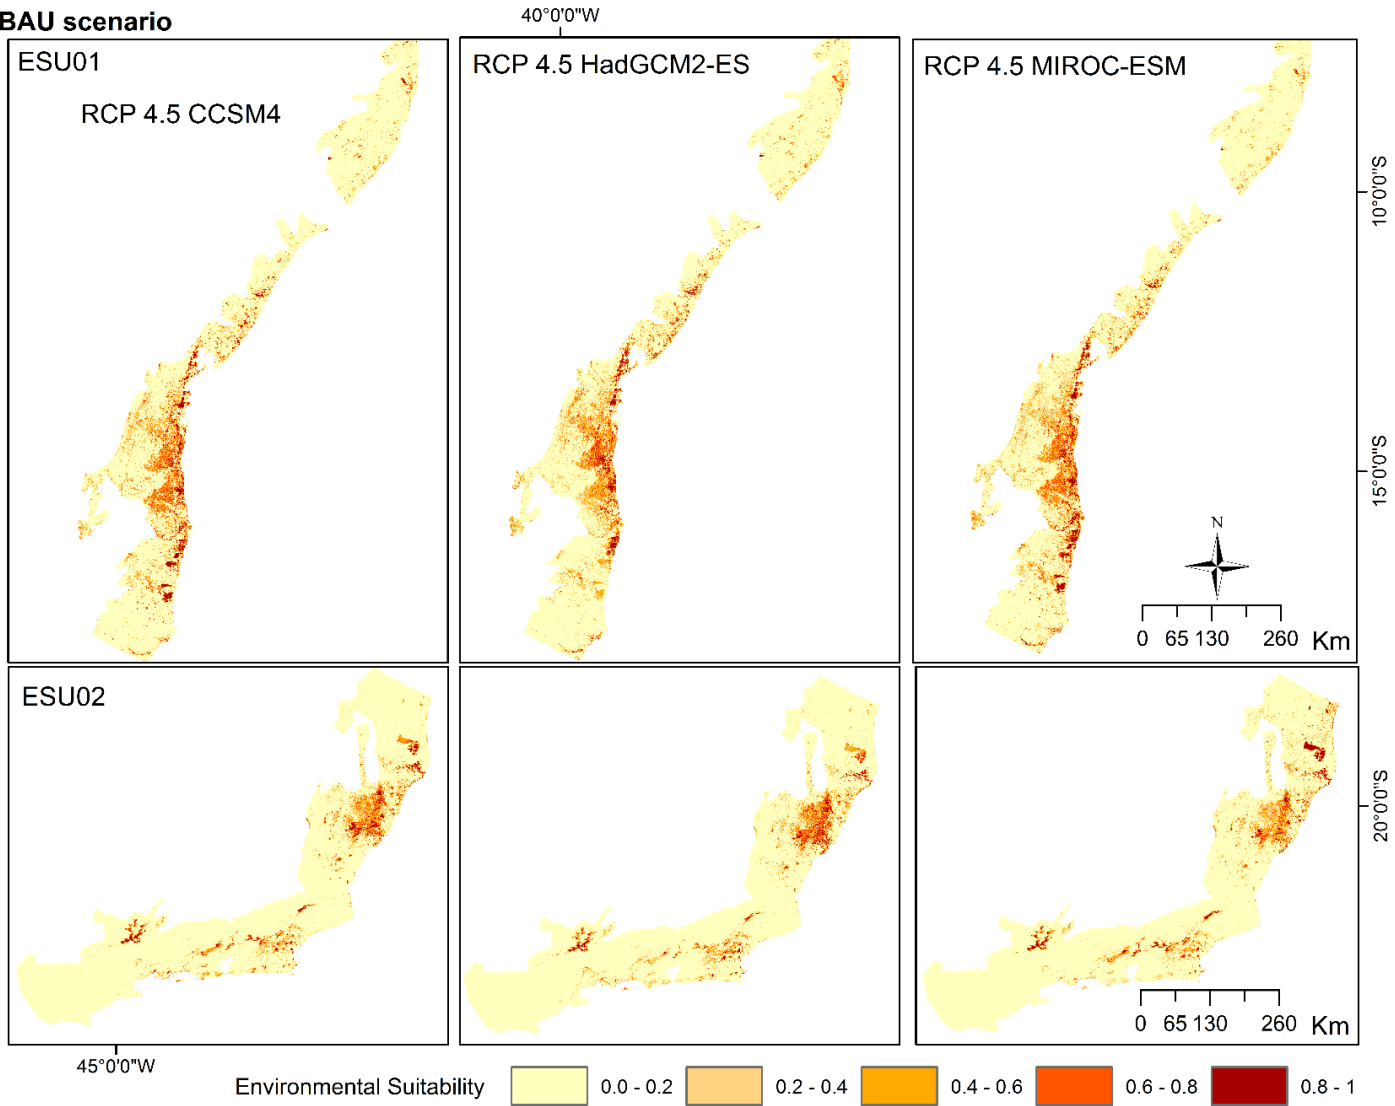 BAU scenario
40°0'0"W
ESU01
RCP 4.5 CCSM4
RCP 4.5 HadGCM2-ES
RCP 4.5 MIROC-ESM
10°0'0"S
15°0'0"S
N
0 65 130 260 Km
ESU02
20°0'0"S
0 65 130 260 Km
45°0'0"W
Environmental Suitability 0.0 - 0.2 0.2 - 0.4 0.4 - 0.6 0.6 - 0.8 0.8 - 1